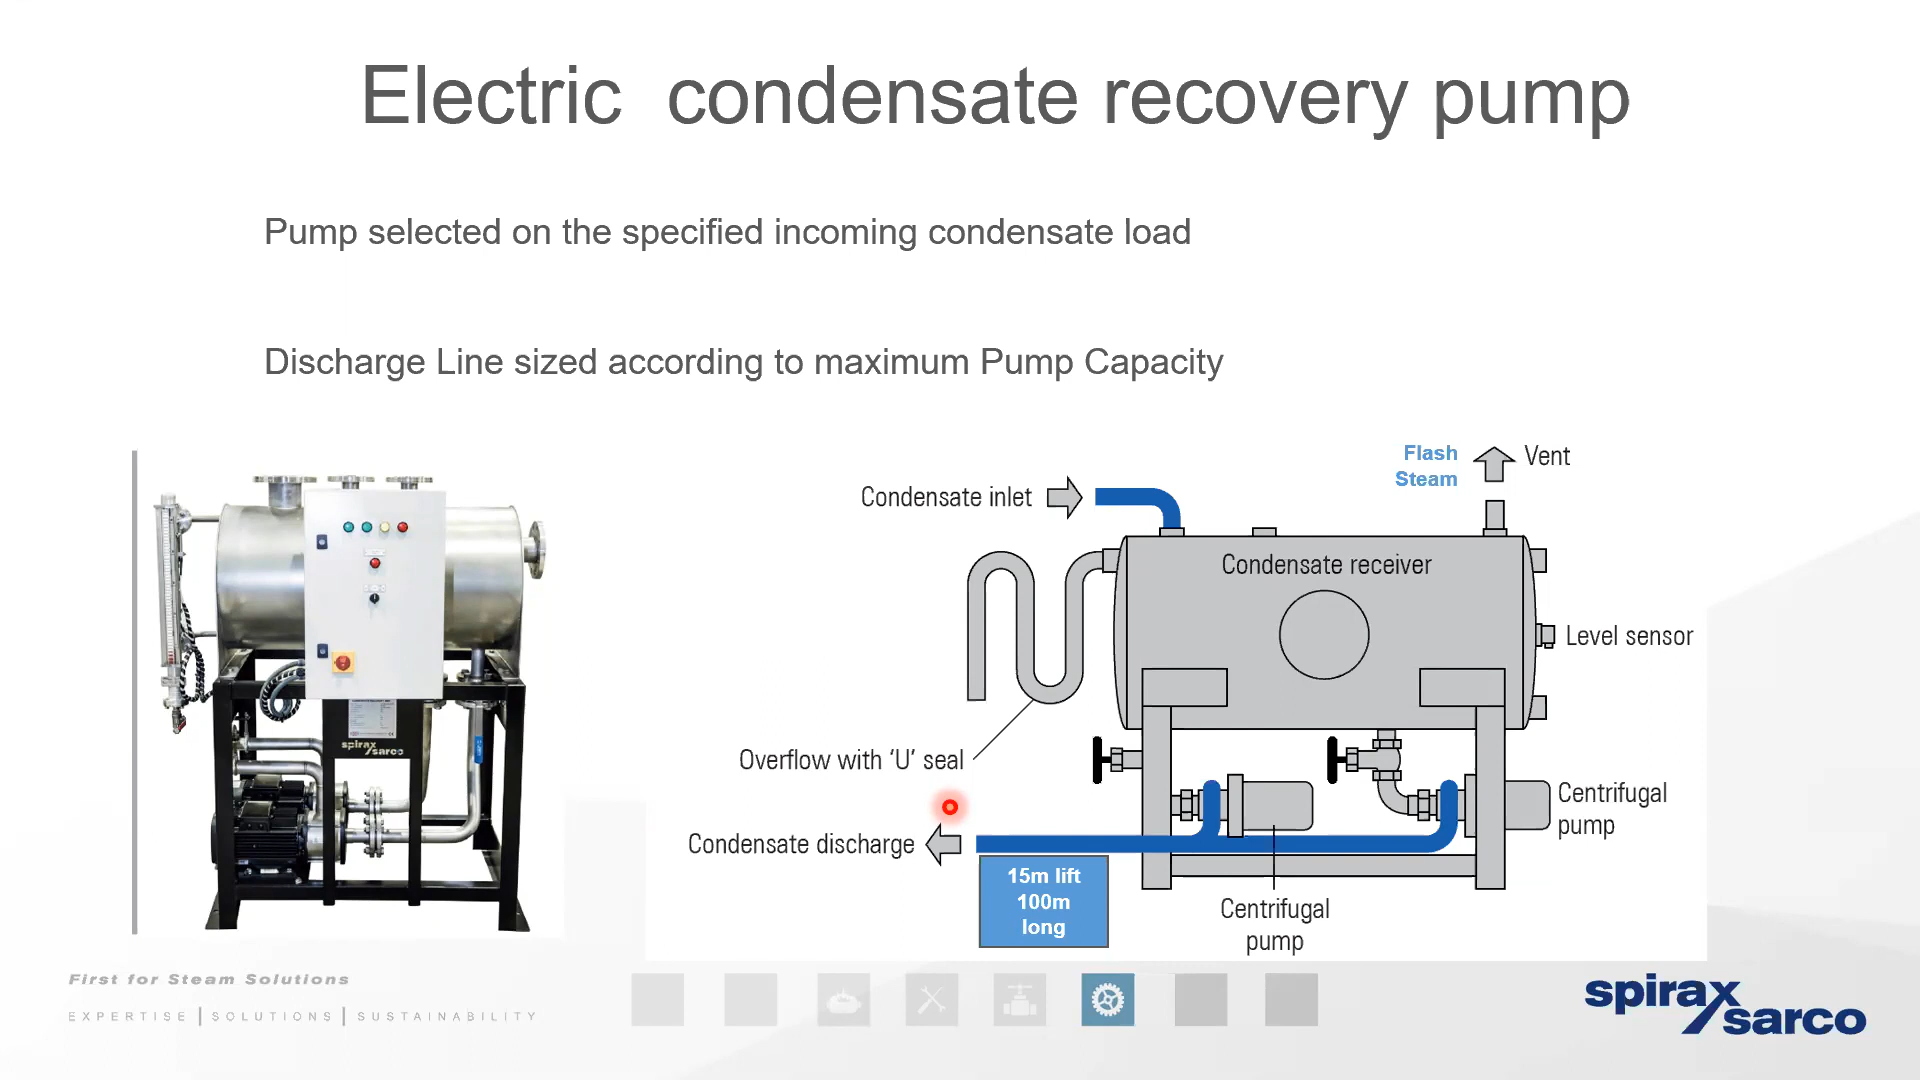 Electric condensate recovery pump
Pump selected on the specified incoming condensate load
Discharge Line sized according to maximum Pump Capacity
Flash
Steam
Vent
Condensate inlet
Condensate receiver
Level sensor
Overflow with ‘U’ seal
Centrifugal
pump
Condensate discharge
15m lift
100m
long
Centrifugal
pump
spirax
sarco
First for Steam Solutions
EXPERTISE | SOLUTIONS | SUSTAINABILITY
spirax
sarco